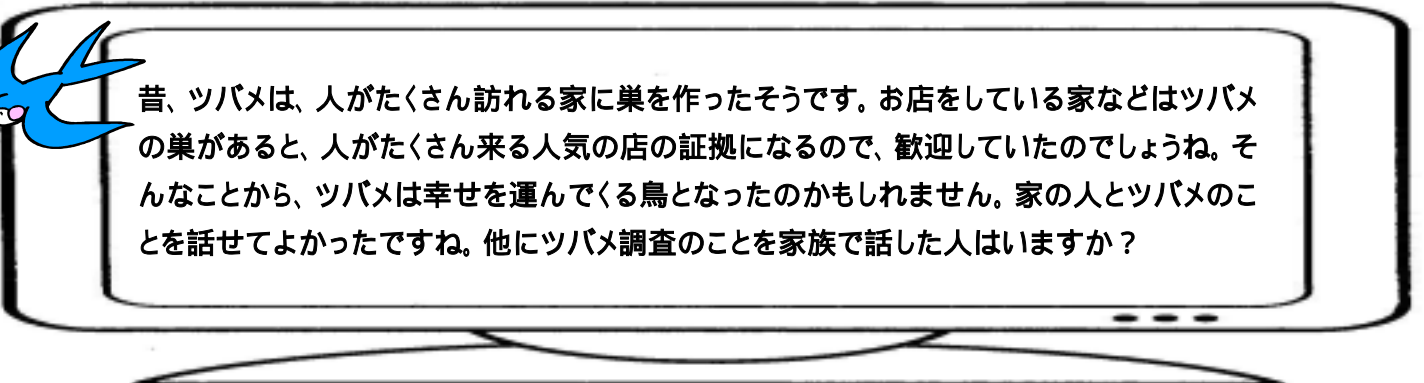 昔、ツバメは、人がたくさん訪れる家に巣を作ったそうです。お店をしている家などはツバメ
の巣があると、人がたくさん来る人気の店の証拠になるので、歓迎していたのでしょうね。そ
んなことから、ツバメは幸せを運んでくる鳥となったのかもしれません。家の人とツバメのこ
とを話せてよかったですね。他にツバメ調査のことを家族で話した人はいますか？